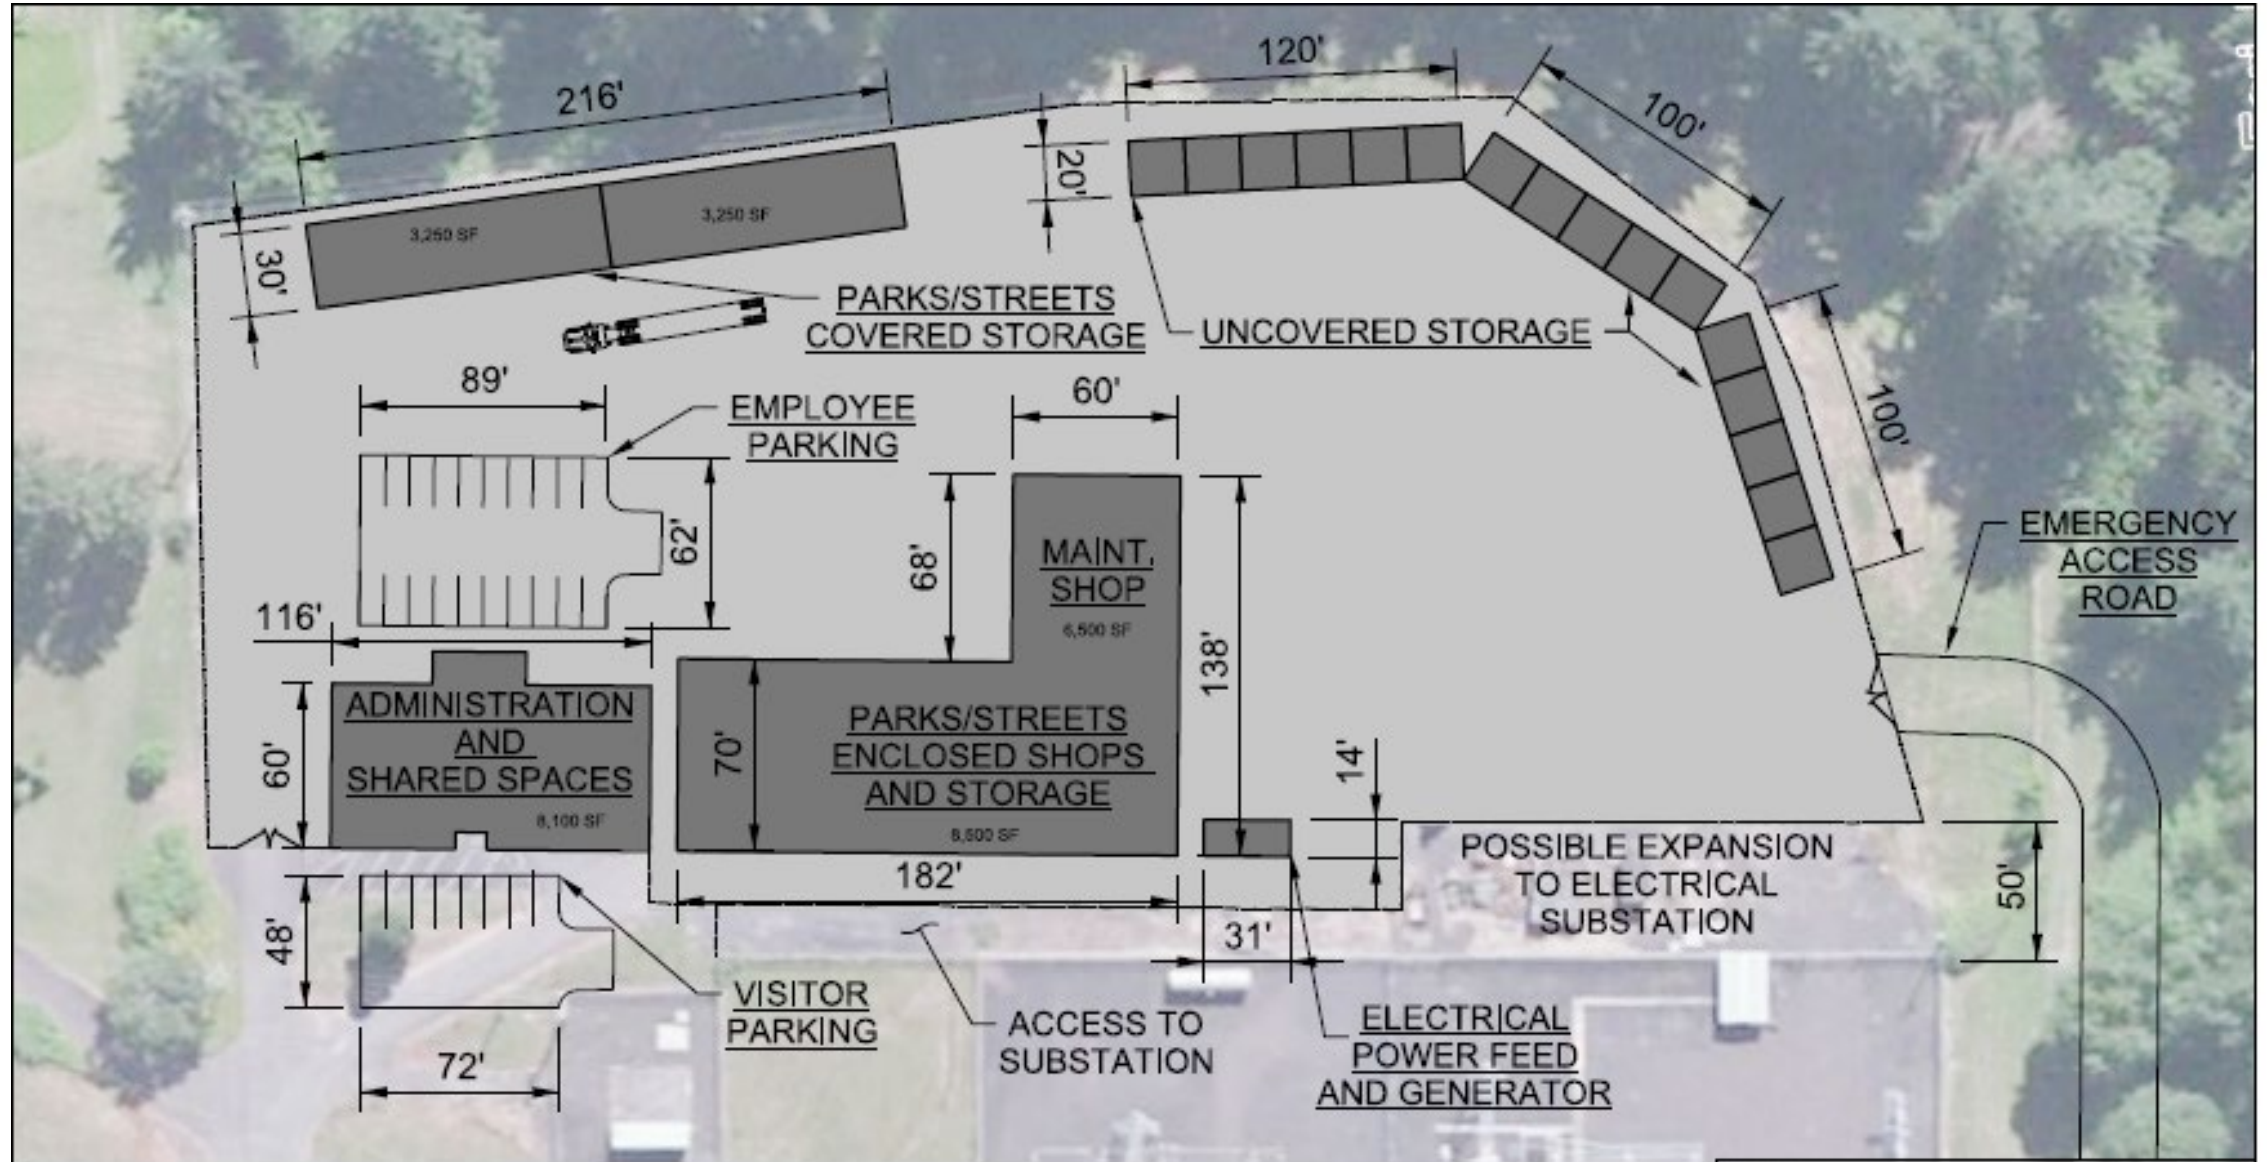 216'
120'
100'
20'
30'
3,250 SF
3,250 SF
PARKS/STREETS
COVERED STORAGE
UNCOVERED STORAGE
100'
89'
EMPLOYEE
PARKING
60'
62'
68'
MAINT.
SHOP
6,500 SF
138'
EMERGENCY
ACCESS
ROAD
116'
60'
ADMINISTRATION
AND
SHARED SPACES
8,100 SF
70'
PARKS/STREETS
ENCLOSED SHOPS
AND STORAGE
8,500 SF
14'
182'
31'
POSSIBLE EXPANSION
TO ELECTRICAL
SUBSTATION
50'
48'
72'
VISITOR
PARKING
ACCESS TO
SUBSTATION
ELECTRICAL
POWER FEED
AND GENERATOR